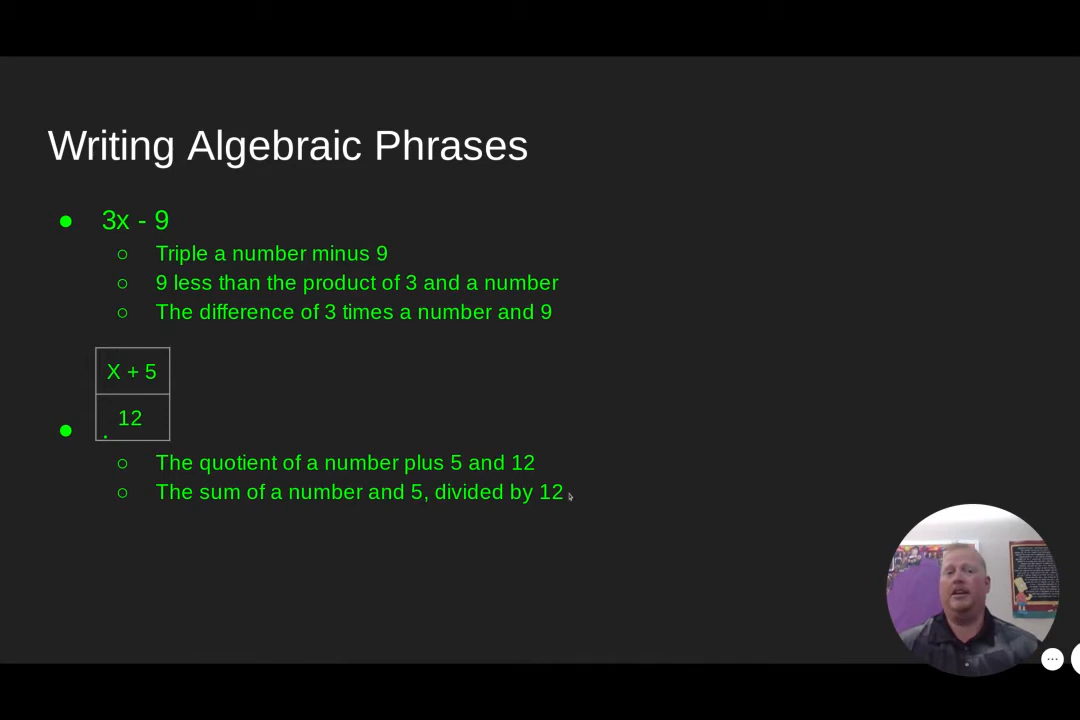 Writing Algebraic Phrases
● 3x - 9
○ Triple a number minus 9
○ 9 less than the product of 3 and a number
○ The difference of 3 times a number and 9
X + 5
12
● .
○ The quotient of a number plus 5 and 12
○ The sum of a number and 5, divided by 12